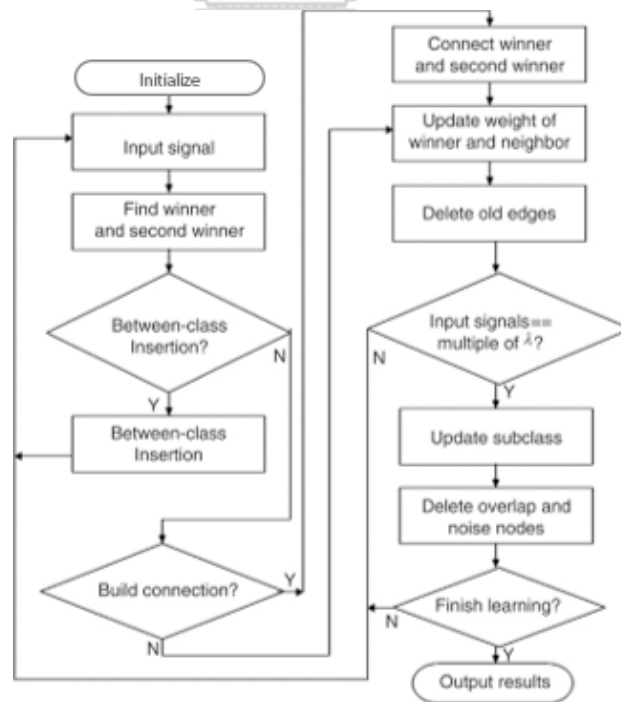 Initialize
Input signal
Find winner
and second winner
Between-class
Insertion?
N
Y
Between-class
Insertion
Build connection?
Y
N
Connect winner
and second winner
Update weight of
winner and neighbor
Delete old edges
Input signals==
multiple of λ?
N
Y
Update subclass
Delete overlap and
noise nodes
Finish learning?
N
Y
Output results